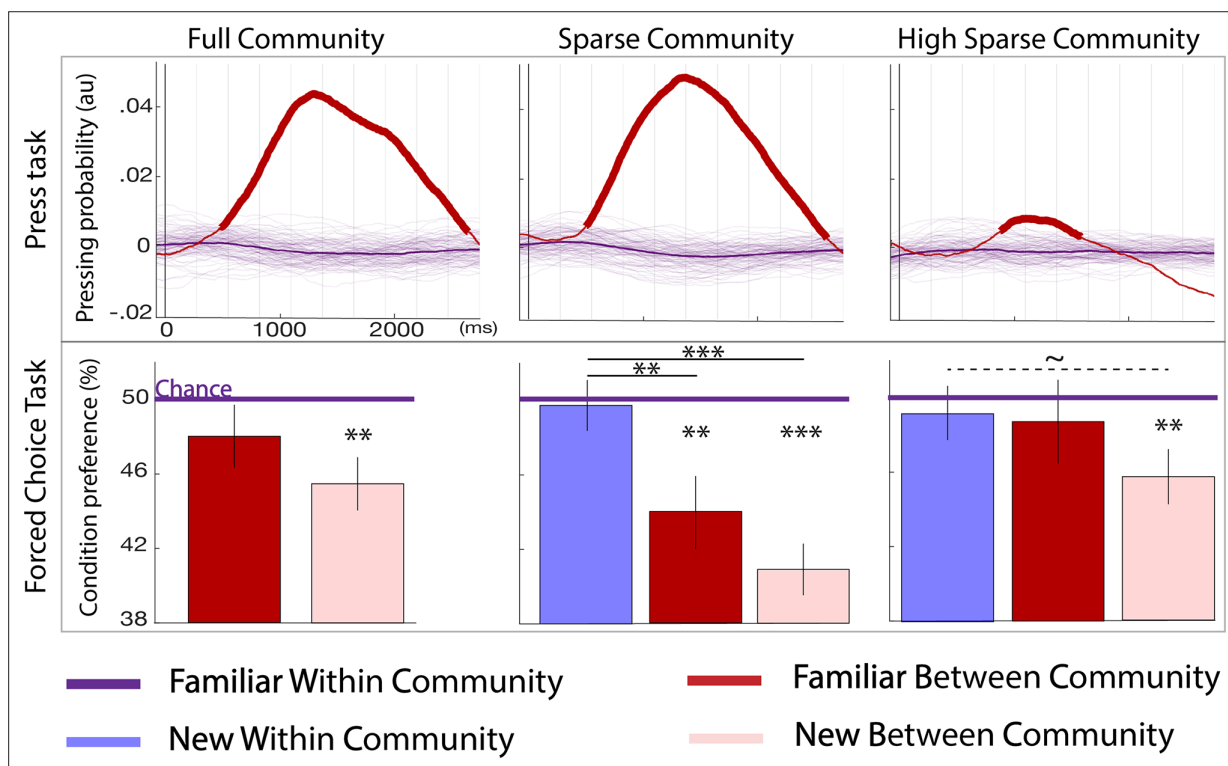 Full Community
Sparse Community
High Sparse Community
Press task
Pressing probability (au)
.04
.02
0
-.02
0
1000
2000
(ms)
Forced Choice Task
Condition preference (%)
50
46
42
38
Chance
**
***
**
**
***
~
**
Familiar Within Community
Familiar Between Community
New Within Community
New Between Community